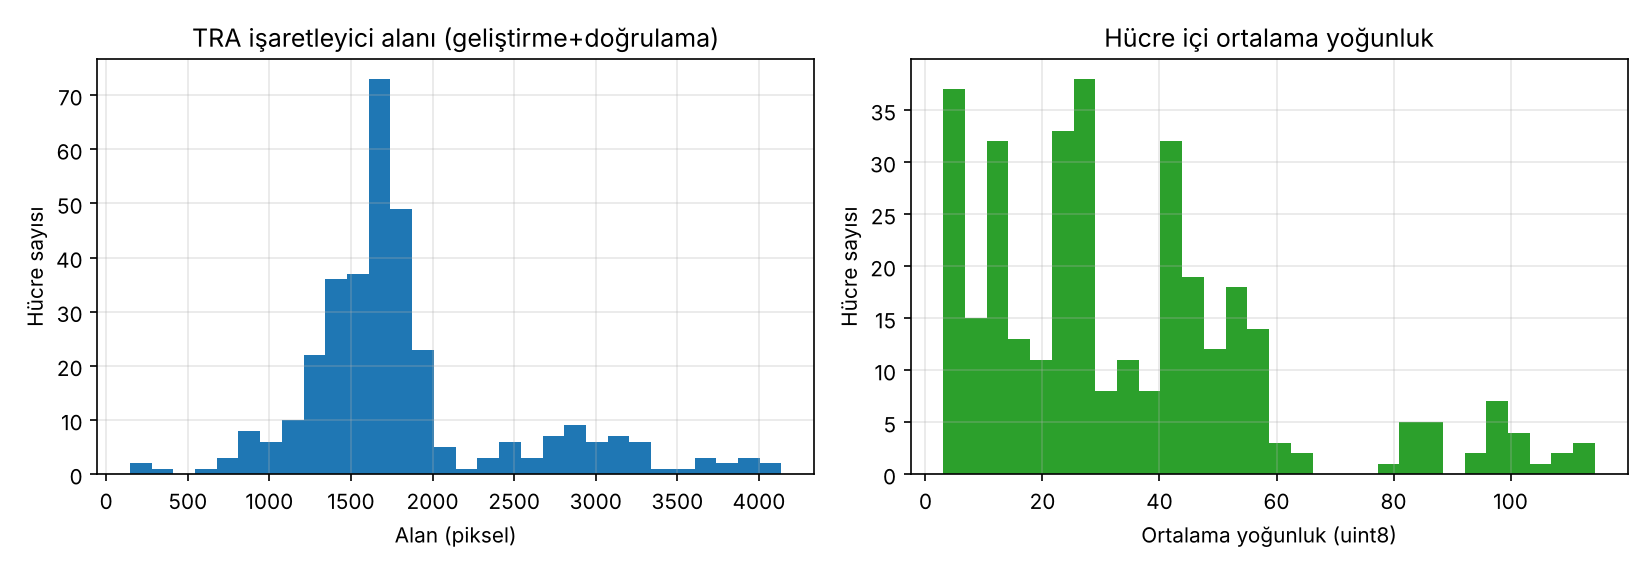 TRA işaretleyici alanı (geliştirme+doğrulama)
Hücre sayısı
70
60
50
40
30
20
10
0
0 500 1000 1500 2000 2500 3000 3500 4000
Alan (piksel)
Hücre içi ortalama yoğunluk
Hücre sayısı
35
30
25
20
15
10
5
0
0 20 40 60 80 100
Ortalama yoğunluk (uint8)